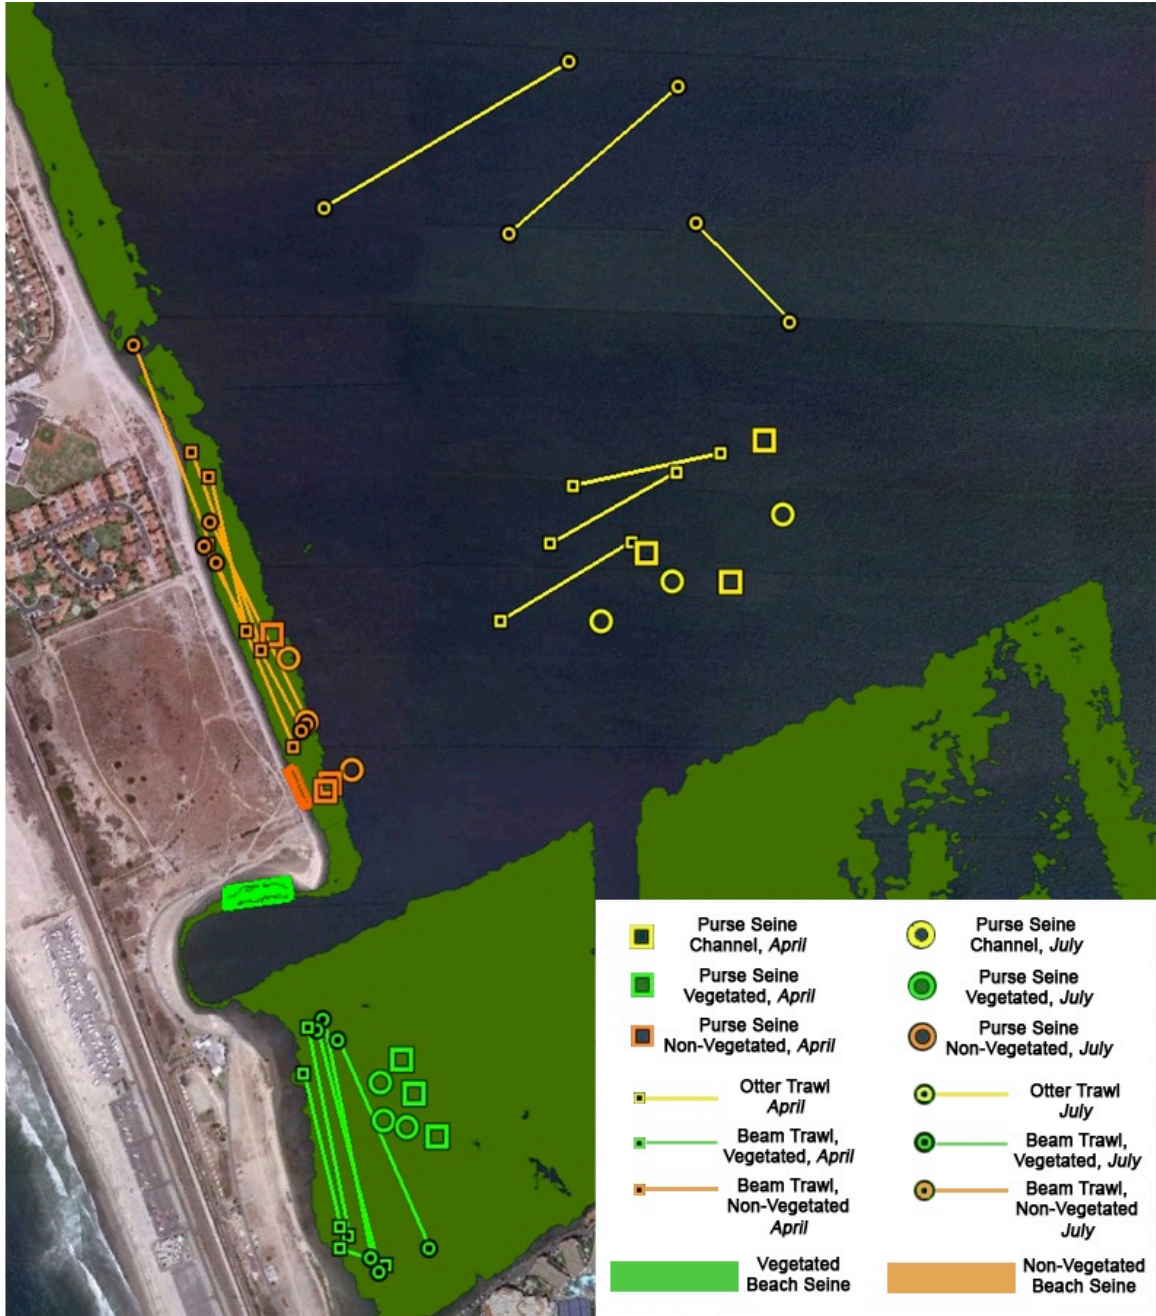 Purse Seine
Channel, April
Purse Seine
Channel, July
Purse Seine
Vegetated, April
Purse Seine
Vegetated, July
Purse Seine
Non-Vegetated, April
Purse Seine
Non-Vegetated, July
Otter Trawl
April
Otter Trawl
July
Beam Trawl,
Vegetated, April
Beam Trawl,
Vegetated, July
Beam Trawl,
Non-Vegetated
April
Beam Trawl,
Non-Vegetated
July
Vegetated
Beach Seine
Non-Vegetated
Beach Seine